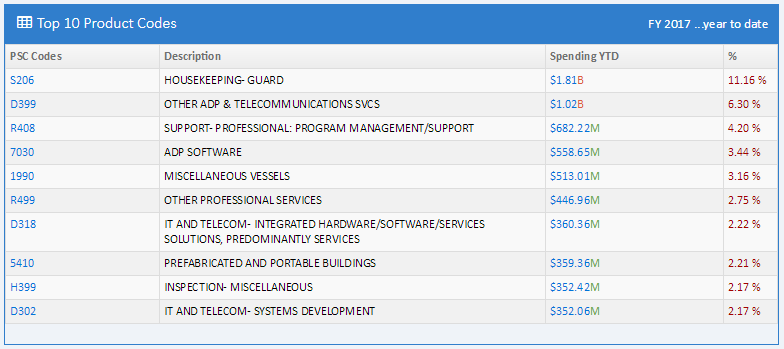 Top 10 Product Codes FY 2017 ...year to date
PSC Codes Description Spending YTD %
S206 HOUSEKEEPING- GUARD $1.81B 11.16 %
D399 OTHER ADP & TELECOMMUNICATIONS SVCS $1.02B 6.30 %
R408 SUPPORT- PROFESSIONAL: PROGRAM MANAGEMENT/SUPPORT $682.22M 4.20 %
7030 ADP SOFTWARE $558.65M 3.44 %
1990 MISCELLANEOUS VESSELS $513.01M 3.16 %
R499 OTHER PROFESSIONAL SERVICES $446.96M 2.75 %
D318 IT AND TELECOM- INTEGRATED HARDWARE/SOFTWARE/SERVICES $360.36M 2.22 %
SOLUTIONS, PREDOMINANTLY SERVICES
5410 PREFABRICATED AND PORTABLE BUILDINGS $359.36M 2.21 %
H399 INSPECTION- MISCELLANEOUS $352.42M 2.17 %
D302 IT AND TELECOM- SYSTEMS DEVELOPMENT $352.06M 2.17 %